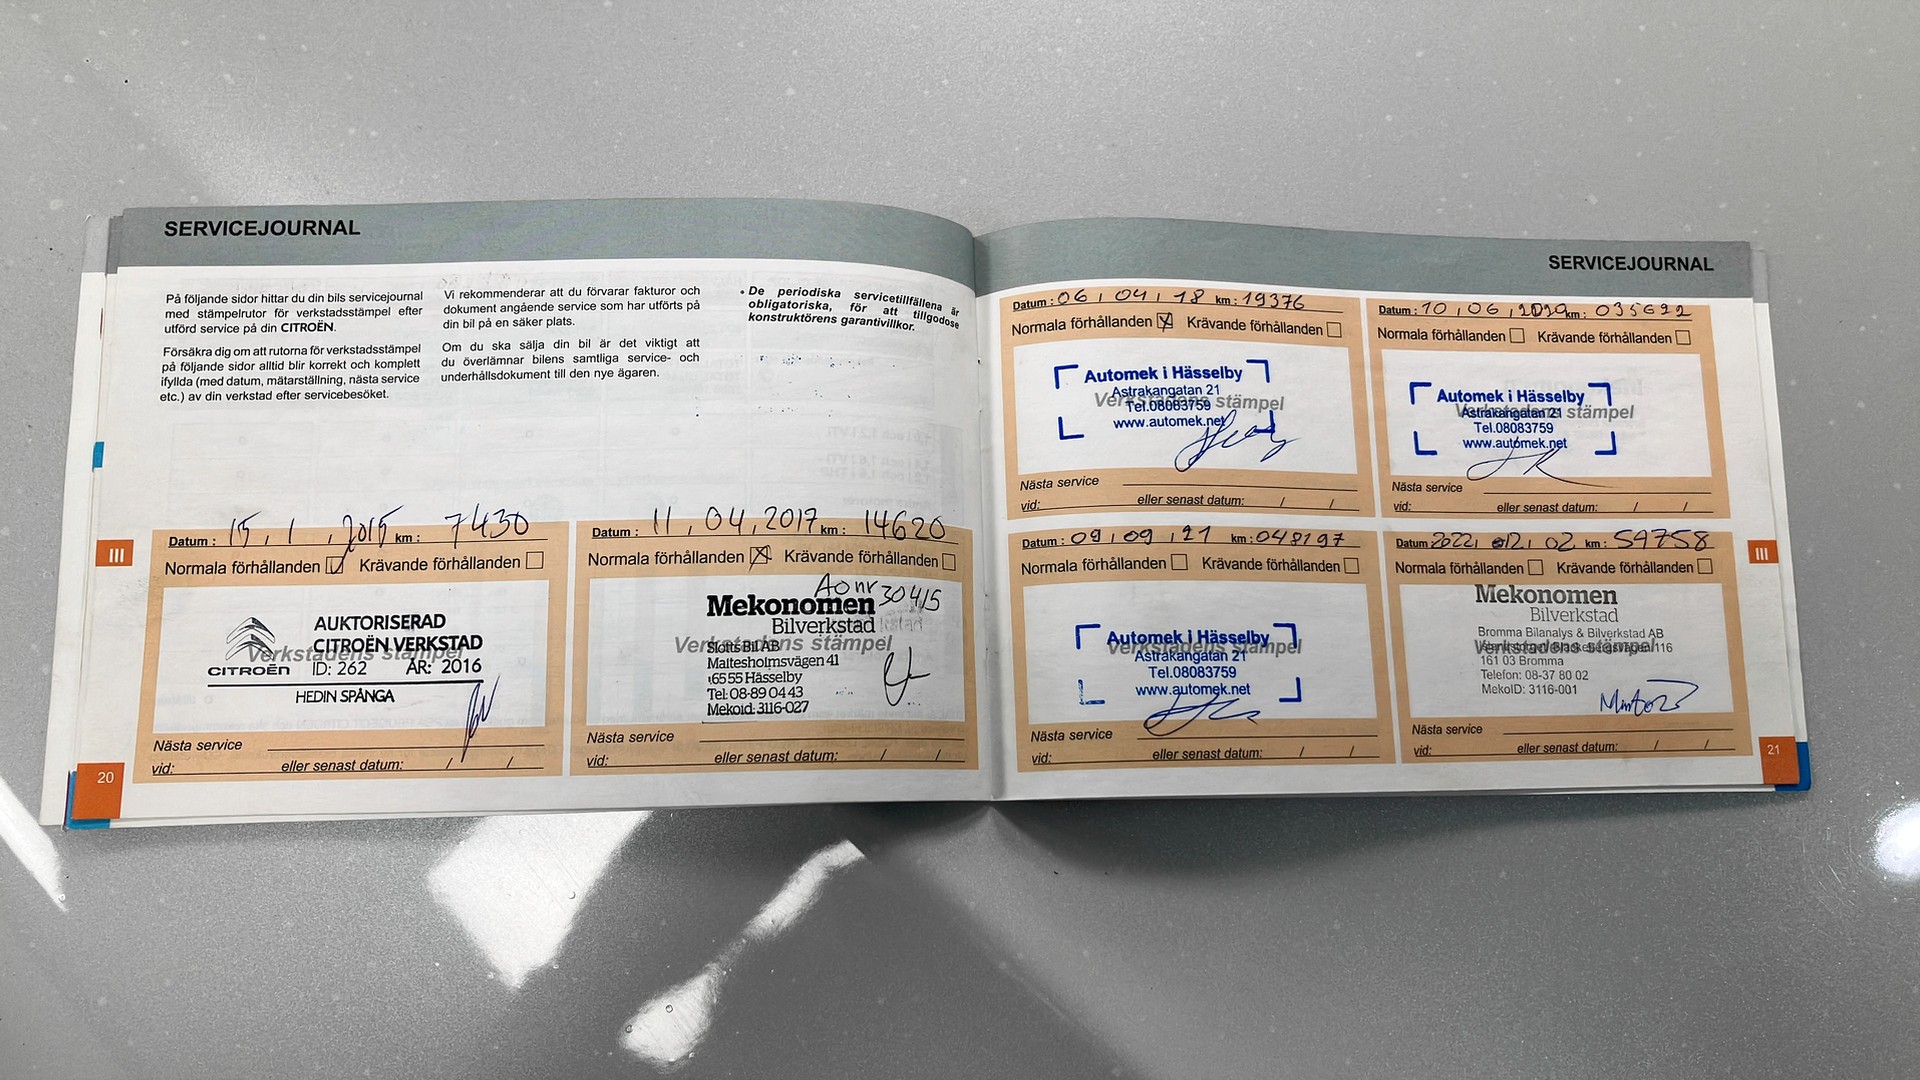 SERVICEJOURNAL
På följande sidor hittar du din bils servicejournal
med stämpelrutor för verkstadsstämpel efter
utförd service på din CITROËN.
Försäkra dig om att rutorna för verkstadsstämpel
på följande sidor alltid blir korrekt och komplett
ifyllda (med datum, mätarställning, nästa service
etc.) av din verkstad efter servicebesöket.
Vi rekommenderar att du förvarar fakturor och
dokument angående service som har utförts på
din bil på en säker plats.
Om du ska sälja din bil är det viktigt att
du överlämnar bilens samtliga service- och
underhållsdokument till den nye ägaren.
• De periodiska servicetillfällena är
obligatoriska, för att tillgodose
konstruktörens garantivillkor.
Datum : 15, 1, km : 7430
Normala förhållanden Krävande förhållanden
Verkstadens stämpel
AUKTORISERAD
CITROËN VERKSTAD
CITROËN ID: 262 ÅR: 2016
HEDIN SPÅNGA
Nästa service
vid: eller senast datum: / /
Datum : 11, 04, 2017 km : 14620
Normala förhållanden Krävande förhållanden
Ao nr 30415
Mekonomen
Bilverkstad
Verkstadens stämpel
Slofts Bil AB
Maltesholmsvägen 41
165 55 Hässelby
Tel: 08-89 04 43
MekoId: 3116-027
Nästa service
vid: eller senast datum: / /
III
20
SERVICEJOURNAL
Datum : 06, 04, 18 km : 19376
Normala förhållanden Krävande förhållanden
Automek i Hässelby
Astrakangatan 21
Verkstadens stämpel
Tel.08083759
www.automek.net
Nästa service
vid: eller senast datum: / /
Datum : 10, 06, km : 035692
Normala förhållanden Krävande förhållanden
Automek i Hässelby
Verkstadens stämpel
Astrakangatan 21
Tel.08083759
www.automek.net
Nästa service
vid: eller senast datum: / /
Datum : 09, 09, 21 km : 048197
Normala förhållanden Krävande förhållanden
Automek i Hässelby
Verkstadens stämpel
Astrakangatan 21
Tel.08083759
www.automek.net
Nästa service
vid: eller senast datum: / /
Datum : 2022, 12, 02 km : 59758
Normala förhållanden Krävande förhållanden
Mekonomen
Bilverkstad
Bromma Bilanalys & Bilverkstad AB
Verkstadens stämpel 116
161 03 Bromma
Telefon: 08-37 80 02
MekoID: 3116-001
Nästa service
vid: eller senast datum: / /
III
21